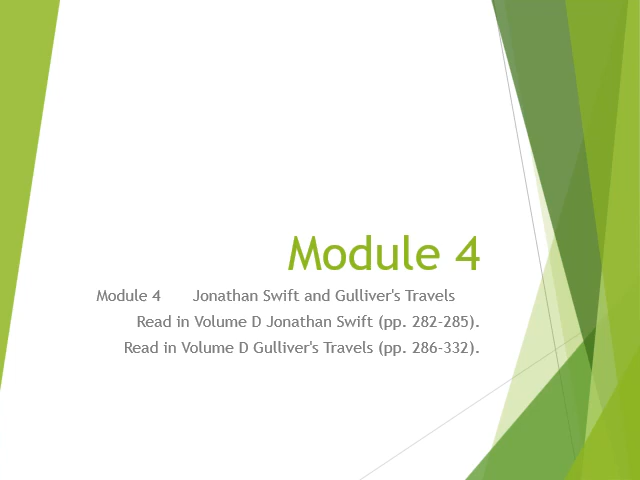 Module 4
Module 4 Jonathan Swift and Gulliver's Travels
Read in Volume D Jonathan Swift (pp. 282-285).
Read in Volume D Gulliver's Travels (pp. 286-332).